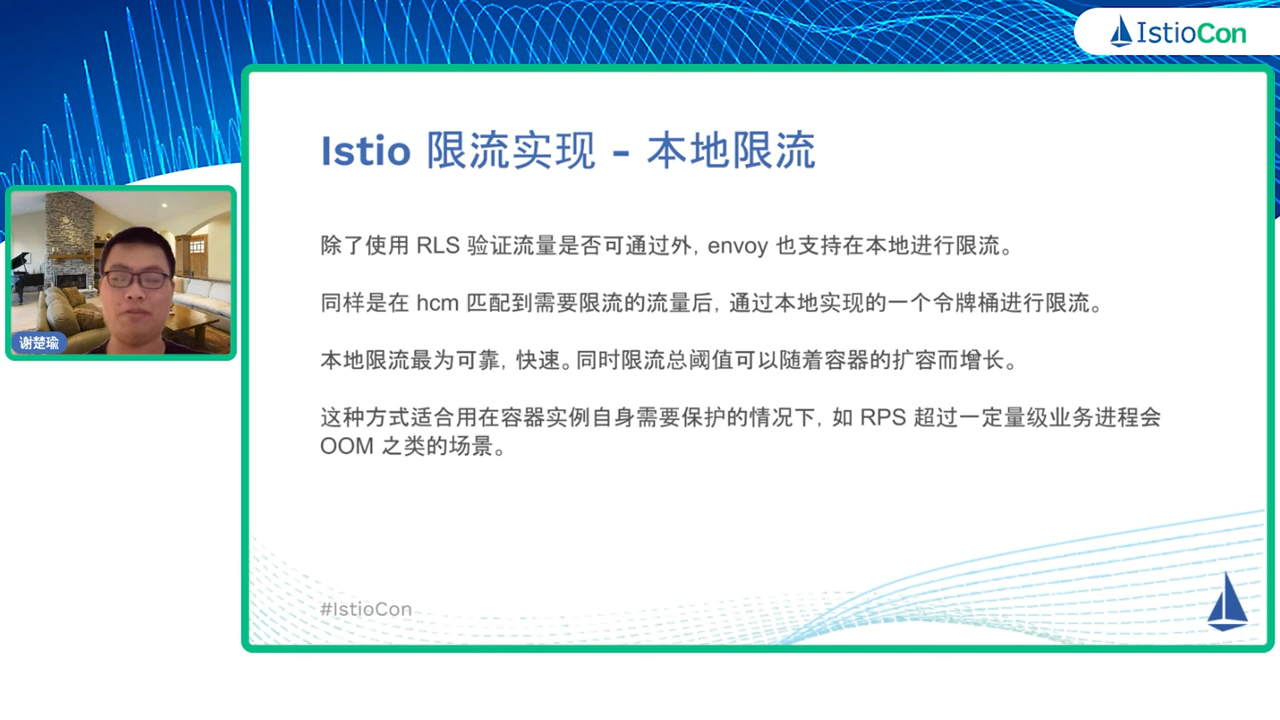 IstioCon
Istio 限流实现 - 本地限流
除了使用 RLS 验证流量是否可通过外, envoy 也支持在本地进行限流。
同样是在 hcm 匹配到需要限流的流量后, 通过本地实现的一个令牌桶进行限流。
本地限流最为可靠, 快速。同时限流总阈值可以随着容器的扩容而增长。
这种方式适合用在容器实例自身需要保护的情况下, 如 RPS 超过一定量级业务进程会
OOM 之类的场景。
谢楚瑜
#IstioCon